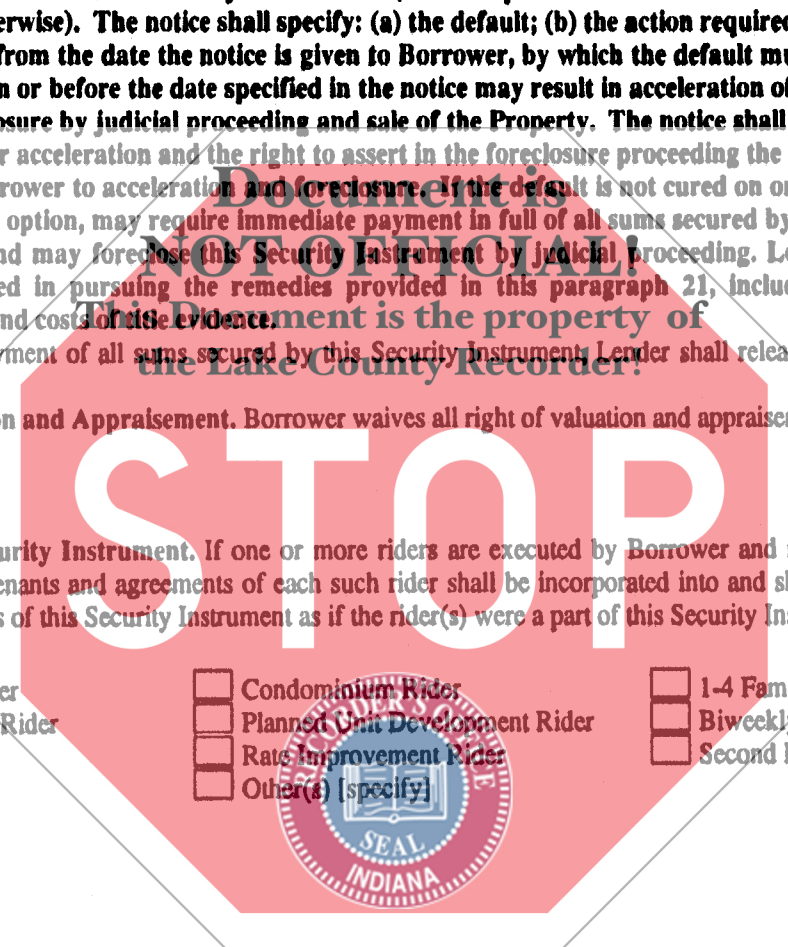 erwise). The notice shall specify: (a) the default; (b) the action required
from the date the notice is given to Borrower, by which the default mu
n or before the date specified in the notice may result in acceleration of
osure by judicial proceeding and sale of the Property. The notice shall
r acceleration and the right to assert in the foreclosure proceeding the
rower to acceleration and foreclosure. If the default is not cured on or
option, may require immediate payment in full of all sums secured by
nd may foreclose this Security Instrument by judicial proceeding. Le
ed in pursuing the remedies provided in this paragraph 21, inclu
nd costs of title evidence.
yment of all sums secured by this Security Instrument, Lender shall relea
Document is
NOT OFFICIAL!
This Document is the property of
the Lake County Recorder!
n and Appraisement. Borrower waives all right of valuation and appraise
STOP
urity Instrument. If one or more riders are executed by Borrower and
enants and agreements of each such rider shall be incorporated into and s
s of this Security Instrument as if the rider(s) were a part of this Security Ins
er Condominium Rider 1-4 Fam
Rider Planned Unit Development Rider Biweekly
Rate Improvement Rider Second
Other(s) [specify]
RECORDER'S OFFICE
SEAL
INDIANA